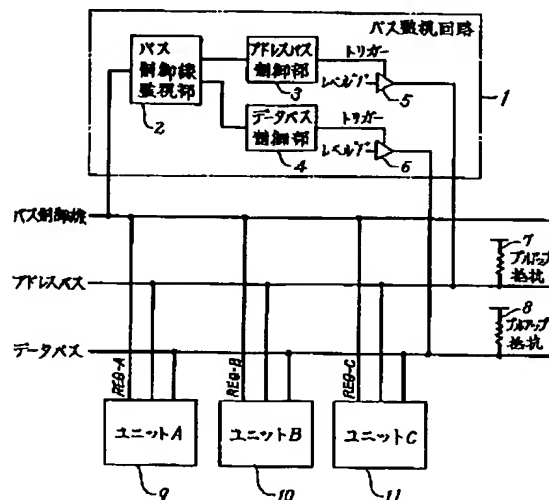 バス監視回路
バス
制御線
監視部
2
アドレスバス
制御部
3
トリガー
レベル"1"
5
1
データバス
制御部
4
トリガー
レベル"1"
6
バス制御線
アドレスバス
データバス
7
プルアップ
抵抗
8
プルアップ
抵抗
REQ-A
REQ-B
REQ-C
ユニットA
ユニットB
ユニットC
9
10
11